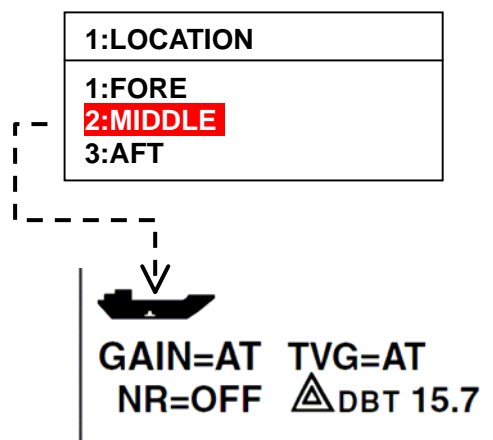 1:LOCATION
1:FORE
2:MIDDLE
3:AFT
GAIN=AT TVG=AT
NR=OFF DBT 15.7